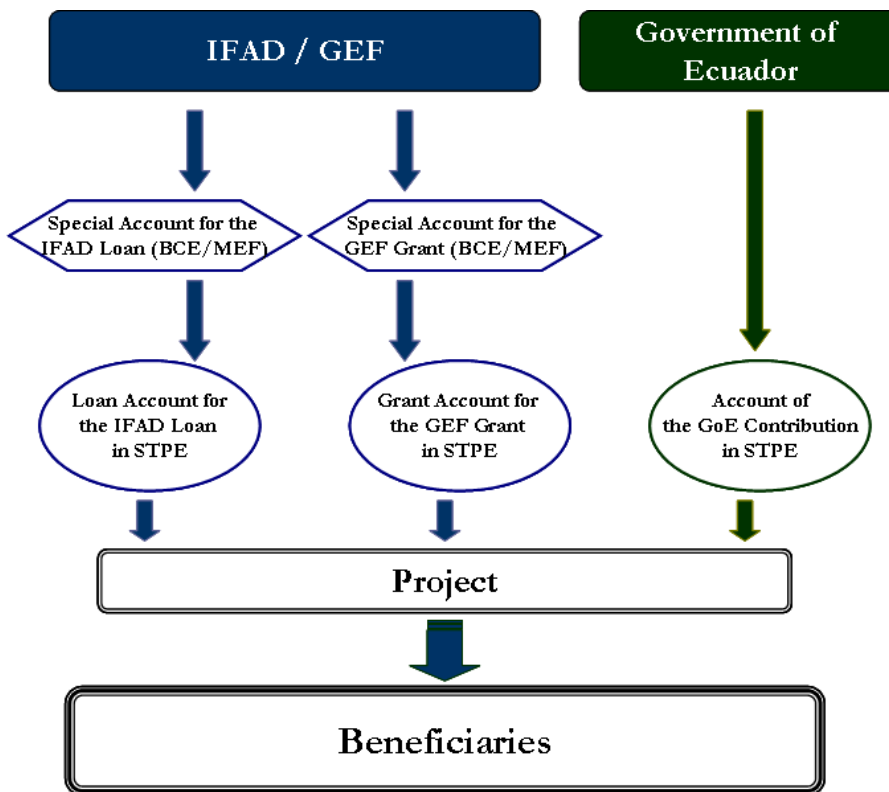 IFAD / GEF
Government of
Ecuador
Special Account for the
IFAD Loan (BCE/MEF)
Special Account for the
GEF Grant (BCE/MEF)
Loan Account for
the IFAD Loan
in STPE
Grant Account for
the GEF Grant
in STPE
Account of
the GoE Contribution
in STPE
Project
Beneficiaries